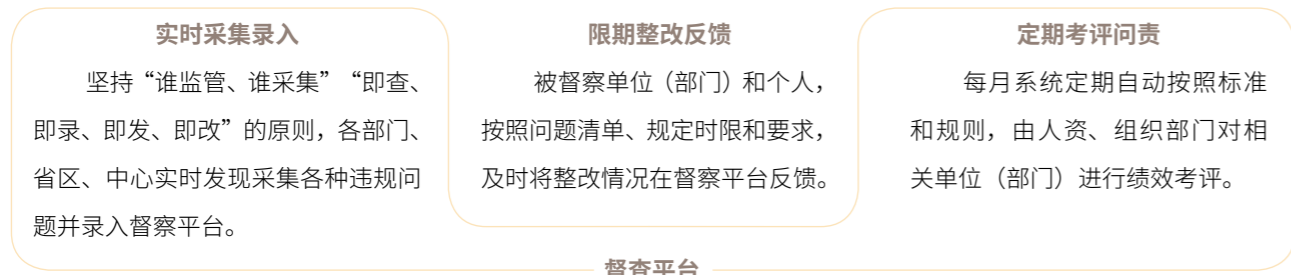 实时采集录入
坚持“谁监管、谁采集”“即查、
即录、即发、即改”的原则，各部门、
省区、中心实时发现采集各种违规问
题并录入督察平台。
限期整改反馈
被督察单位（部门）和个人，
按照问题清单、规定时限和要求，
及时将整改情况在督察平台反馈。
定期考评问责
每月系统定期自动按照标准
和规则，由人资、组织部门对相
关单位（部门）进行绩效考评。
督查平台